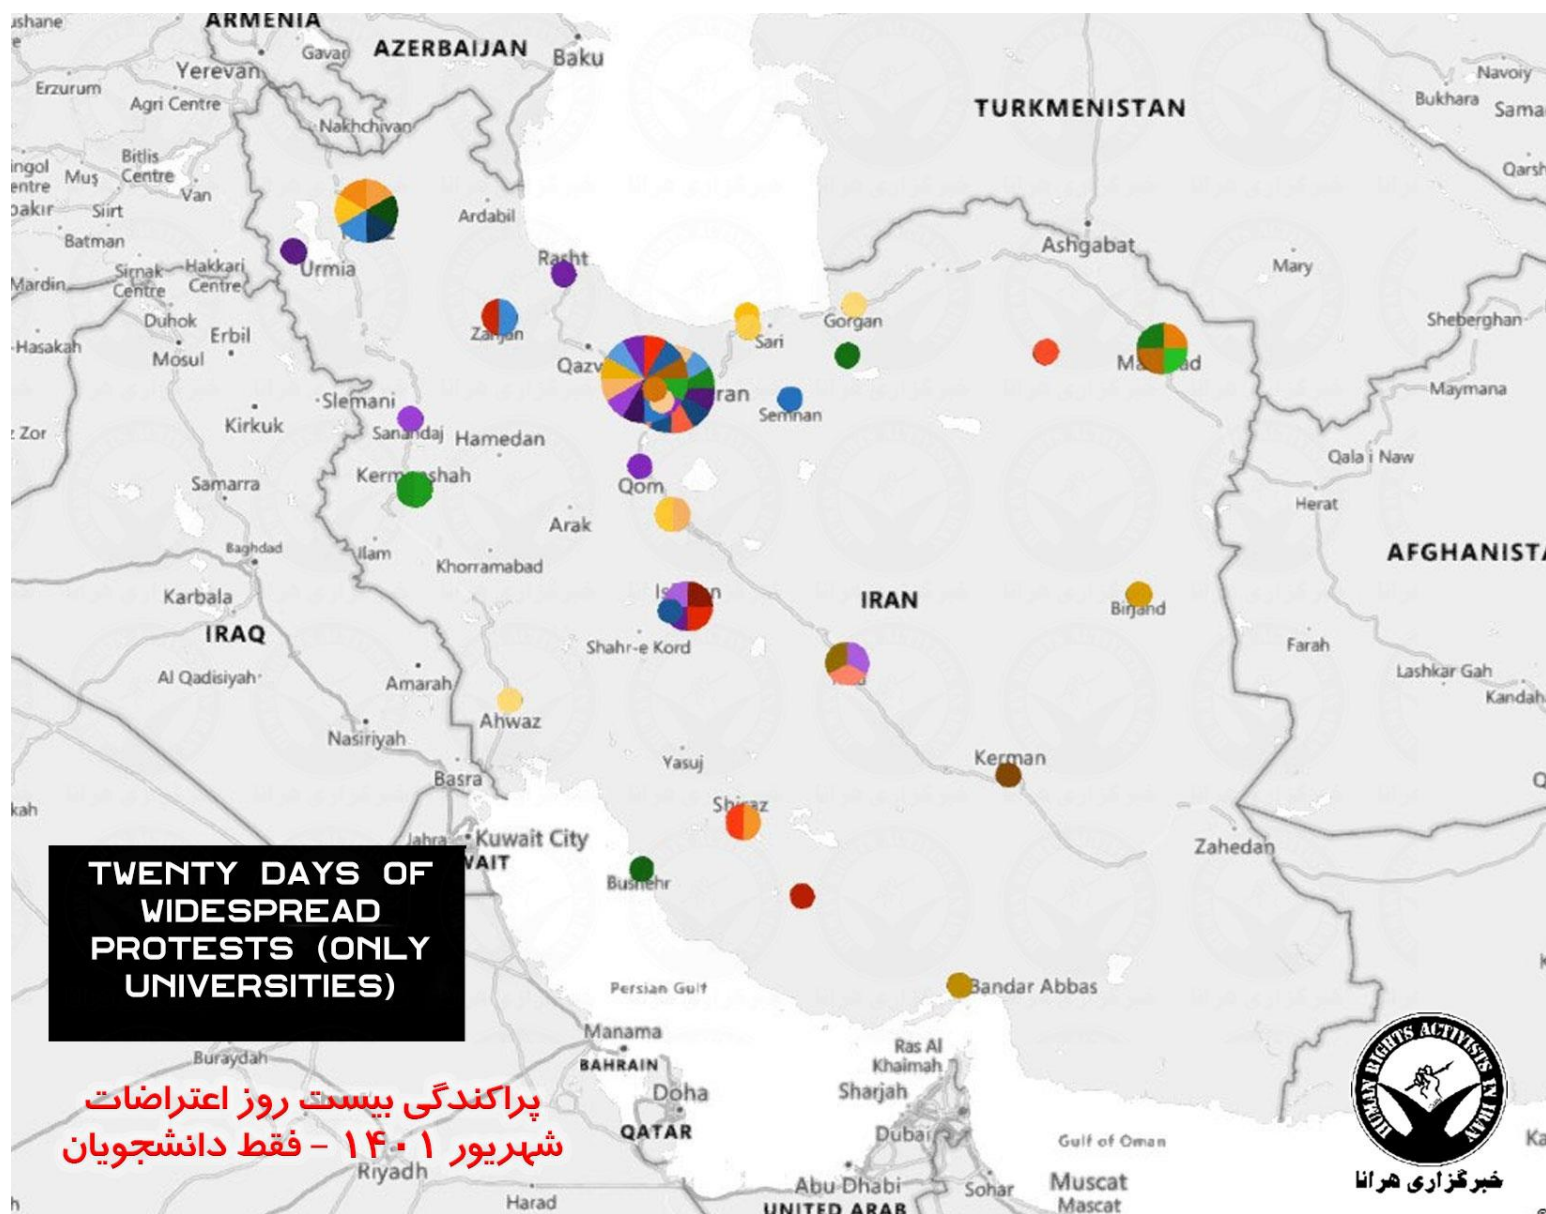 ARMENIA
AZERBAIJAN
Baku
Gavar
Yerevan
Erzurum
Agri Centre
Nakhchivan
TURKMENISTAN
Navoiy
Bukhara
Bitlis
Centre
Muş
Van
Siirt
Batman
Ardabil
Rasht
Urmia
Ashgabat
Mary
Mardin
Sirnak
Centre
Hakkari
Centre
Duhok
Erbil
Mosul
Hasakah
Zanjan
Sari
Gorgan
Sheberghan
Maymana
Slemani
Kirkuk
Sanandaj
Hamedan
Semnan
Samarra
Qom
Arak
Qala i Naw
Herat
Baghdad
Ilam
Khorramabad
Karbala
IRAQ
IRAN
Birjand
Al Qadisiyah
Amarah
Shahr-e Kord
Farah
Lashkar Gah
Ahwaz
Nasiriyah
Basra
Yasuj
Kerman
Shiraz
Jahra
Kuwait City
Zahedan
Bushehr
TWENTY DAYS OF
WIDESPREAD
PROTESTS (ONLY
UNIVERSITIES)
Persian Gulf
Bandar Abbas
Manama
BAHRAIN
Ras Al
Khaimah
Buraydah
Doha
Sharjah
QATAR
Dubai
Gulf of Oman
پراکندگی بیست روز اعتراضات
شهریور ۱۴۰۱ – فقط دانشجویان
Riyadh
Harad
Abu Dhabi
Sohar
Muscat
Mascat
UNITED ARAB
HUMAN RIGHTS ACTIVISTS IN IRAN
خبرگزاری هرانا